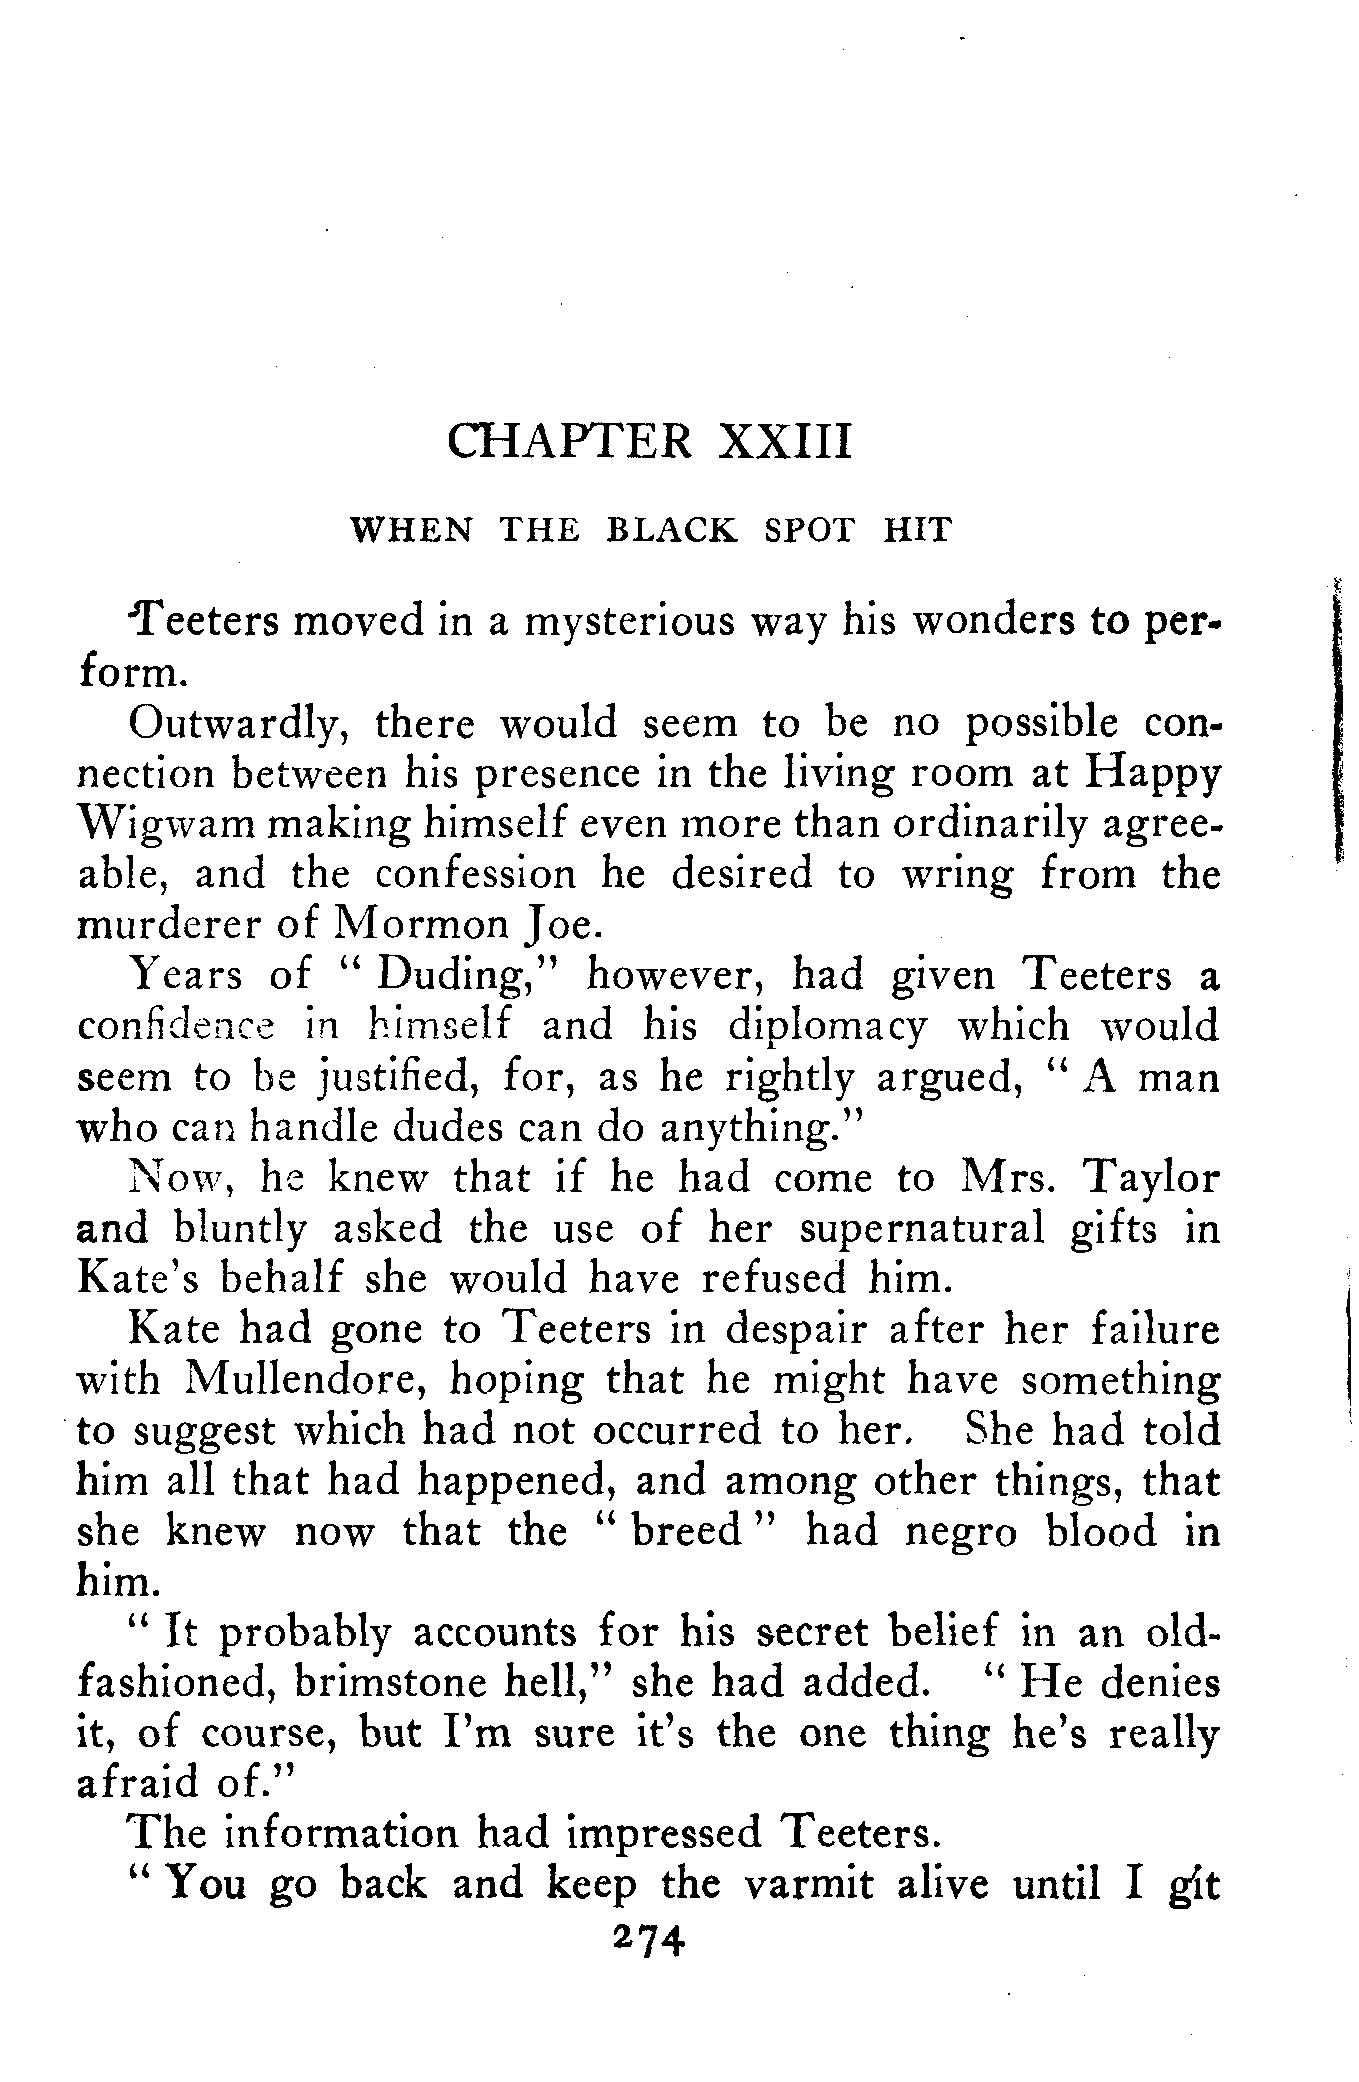 CHAPTER XXIII
WHEN THE BLACK SPOT HIT
Teeters moved in a mysterious way his wonders to per-
form.
Outwardly, there would seem to be no possible con-
nection between his presence in the living room at Happy
Wigwam making himself even more than ordinarily agree-
able, and the confession he desired to wring from the
murderer of Mormon Joe.
Years of “ Duding,” however, had given Teeters a
confidence in himself and his diplomacy which would
seem to be justified, for, as he rightly argued, “ A man
who can handle dudes can do anything.”
Now, he knew that if he had come to Mrs. Taylor
and bluntly asked the use of her supernatural gifts in
Kate’s behalf she would have refused him.
Kate had gone to Teeters in despair after her failure
with Mullendore, hoping that he might have something
to suggest which had not occurred to her. She had told
him all that had happened, and among other things, that
she knew now that the “ breed ” had negro blood in
him.
“ It probably accounts for his secret belief in an old-
fashioned, brimstone hell,” she had added. “ He denies
it, of course, but I’m sure it’s the one thing he’s really
afraid of.”
The information had impressed Teeters.
“ You go back and keep the varmit alive until I git
274